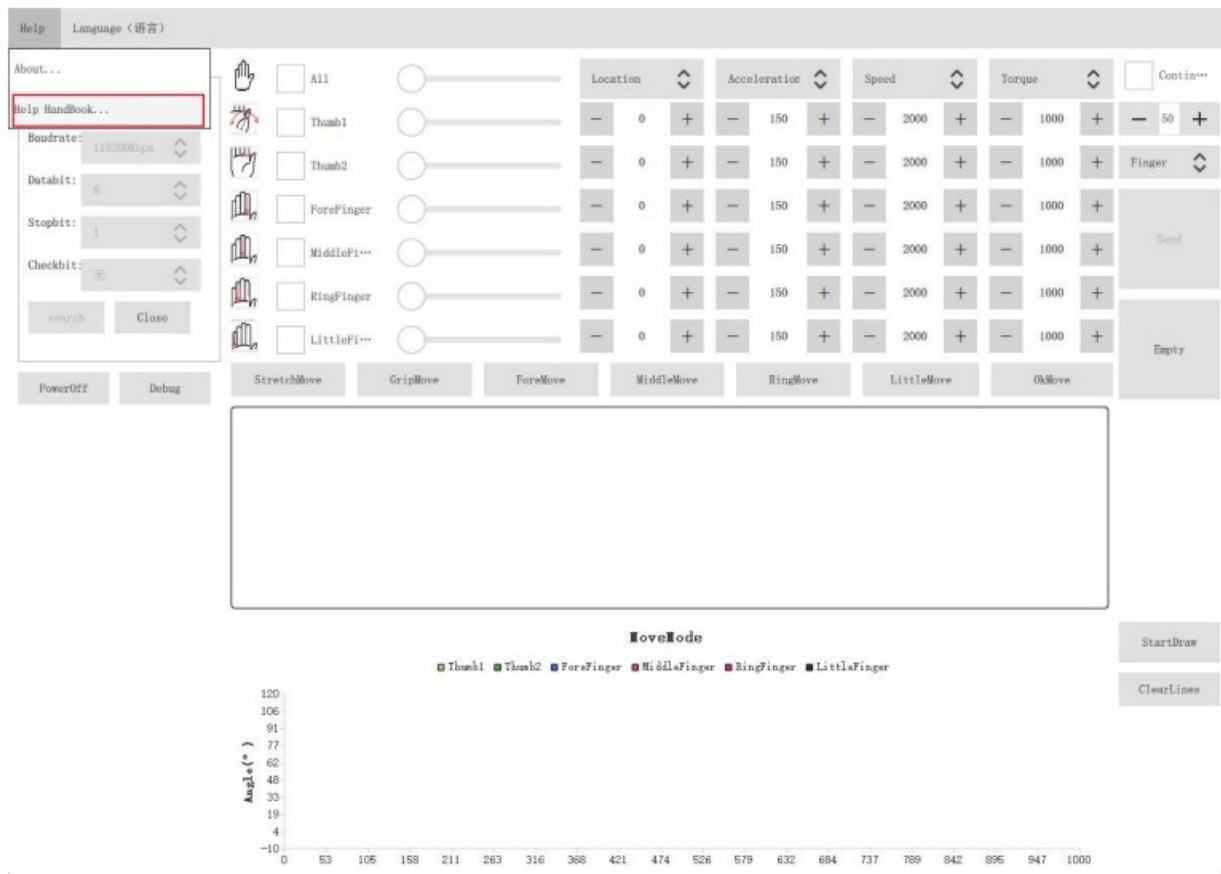 Help Language（语言）
About...
Help HandBook...
Baudrate: 115200Kbps
Databit: 8
Stopbit: 1
Checkbit: 无
search Close
PowerOff Debug
All Location Acceleration Speed Torque Contin…
Thumb1 — 0 + — 150 + — 2000 + — 1000 + — 50 +
Thumb2 — 0 + — 150 + — 2000 + — 1000 + Finger
ForeFinger — 0 + — 150 + — 2000 + — 1000 +
MiddleFi… — 0 + — 150 + — 2000 + — 1000 + Send
RingFinger — 0 + — 150 + — 2000 + — 1000 +
LittleFi… — 0 + — 150 + — 2000 + — 1000 + Empty
StretchMove GripMove ForeMove MiddleMove RingMove LittleMove OkMove
MoveMode
StartDraw
Thumb1 Thumb2 ForeFinger MiddleFinger RingFinger LittleFinger
ClearLines
Angle(°)
120
106
91
77
62
48
33
19
4
-10
0 53 105 158 211 263 316 368 421 474 526 579 632 684 737 789 842 895 947 1000